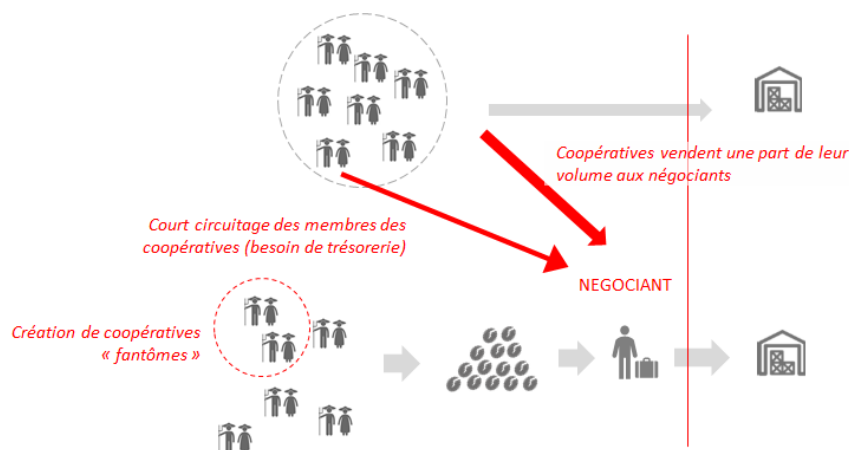 Coopératives vendent une part de leur
volume aux négociants
Court circuitage des membres des
coopératives (besoin de trésorerie)
NEGOCIANT
Création de coopératives
« fantômes »